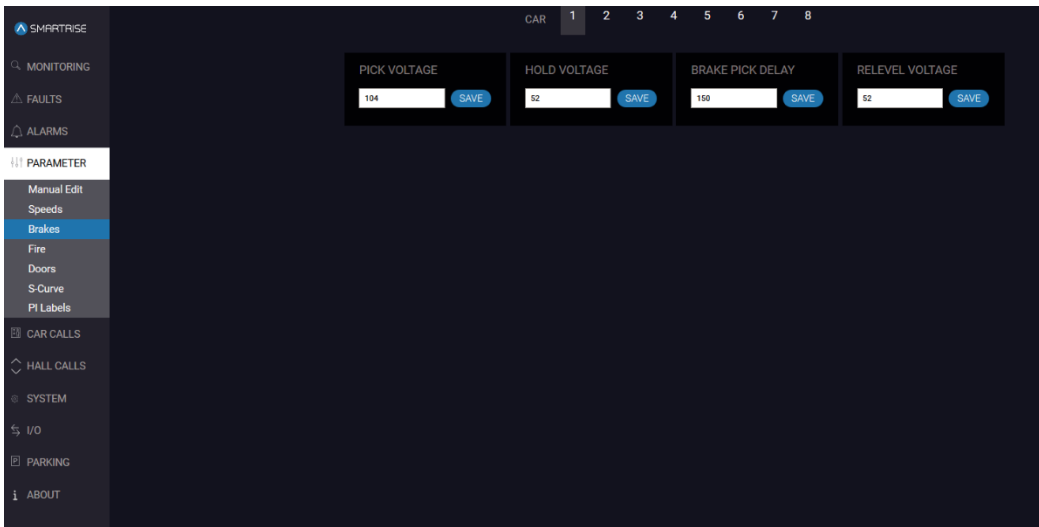 SMARTRISE
MONITORING
FAULTS
ALARMS
PARAMETER
Manual Edit
Speeds
Brakes
Fire
Doors
S-Curve
PI Labels
CAR CALLS
HALL CALLS
SYSTEM
I/O
PARKING
ABOUT
CAR 1 2 3 4 5 6 7 8
PICK VOLTAGE
104 SAVE
HOLD VOLTAGE
52 SAVE
BRAKE PICK DELAY
150 SAVE
RELEVEL VOLTAGE
52 SAVE